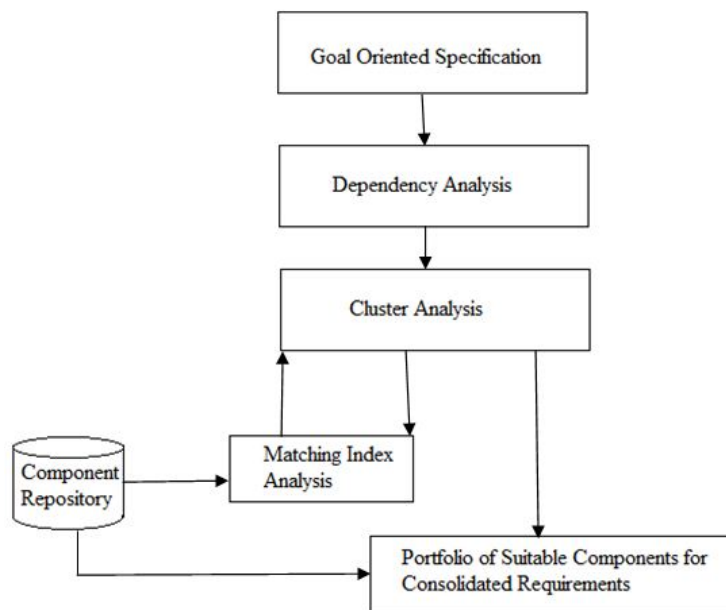 Goal Oriented Specification
Dependency Analysis
Cluster Analysis
Matching Index
Analysis
Component
Repository
Portfolio of Suitable Components for
Consolidated Requirements